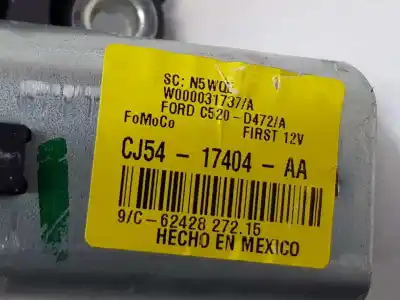 SC: N5WQE
W000031737/A
FORD C520-D472/A
FoMoCo FIRST 12V
CJ54 - 17404 - AA
9/C-62428 272.15
HECHO EN MEXICO